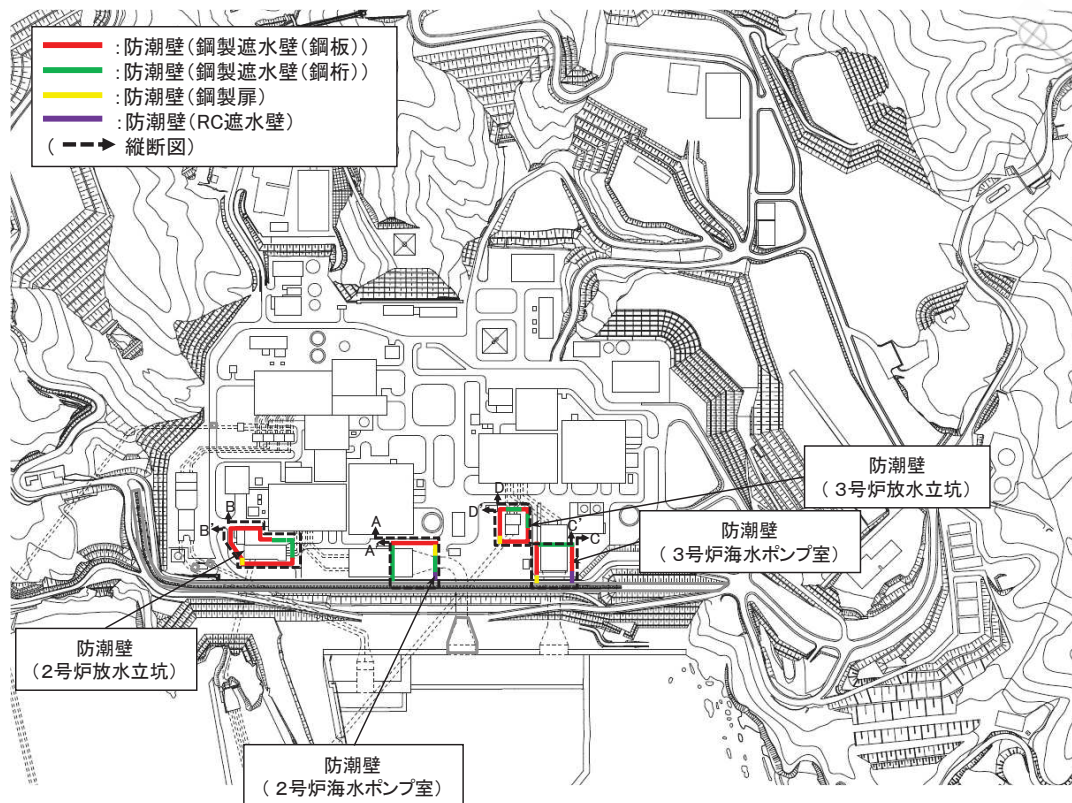 :防潮壁(鋼製遮水壁(鋼板))
:防潮壁(鋼製遮水壁(鋼桁))
:防潮壁(鋼製扉)
:防潮壁(RC遮水壁)
( 縦断図)
防潮壁
(3号炉放水立坑)
D
D'
B
B'
A
A'
C'
C
防潮壁
(3号炉海水ポンプ室)
防潮壁
(2号炉放水立坑)
防潮壁
(2号炉海水ポンプ室)